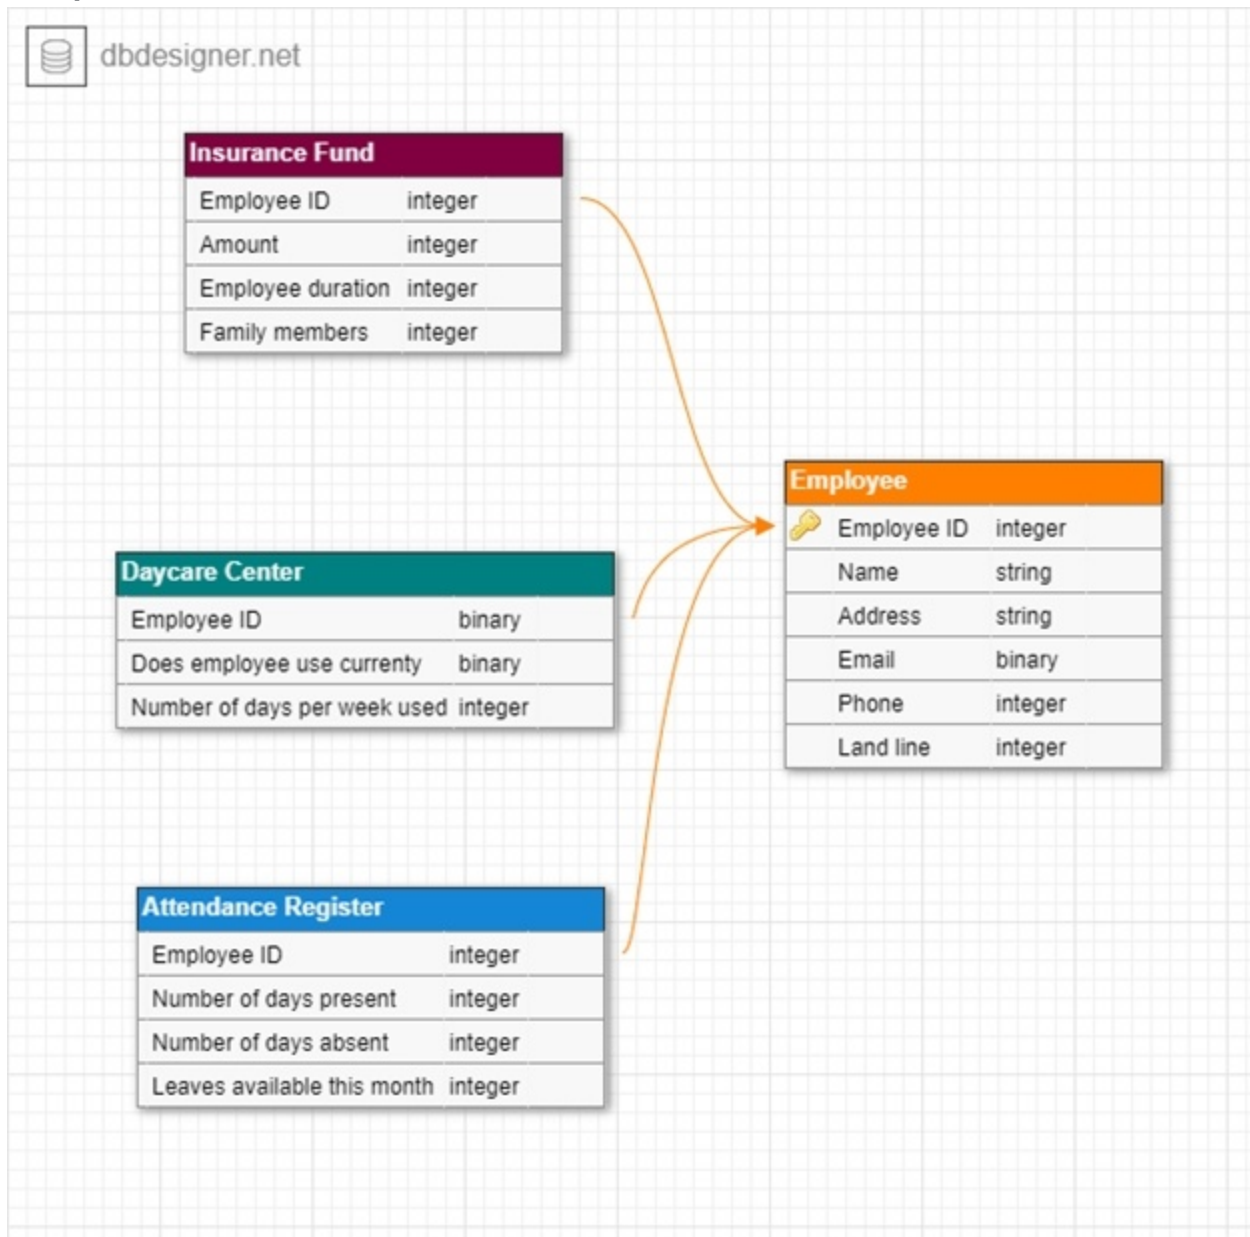 dbdesigner.net
Insurance Fund
Employee ID integer
Amount integer
Employee duration integer
Family members integer
Employee
Employee ID integer
Name string
Address string
Email binary
Phone integer
Land line integer
Daycare Center
Employee ID binary
Does employee use currenty binary
Number of days per week used integer
Attendance Register
Employee ID integer
Number of days present integer
Number of days absent integer
Leaves available this month integer